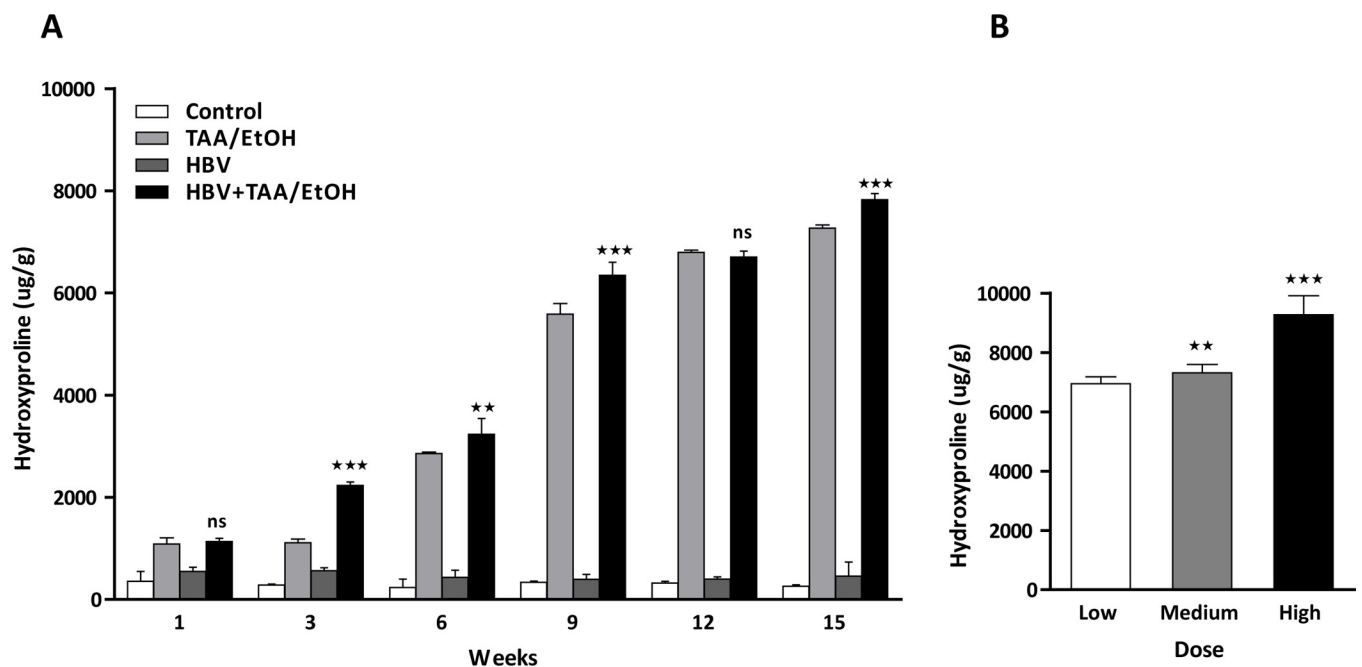 A
10000
8000
6000
4000
2000
0
Hydroxyproline (ug/g)
Control
TAA/EtOH
HBV
HBV+TAA/EtOH
ns
★★★
★★
★★★
ns
★★★
1 3 6 9 12 15
Weeks
B
10000
8000
6000
4000
2000
0
Hydroxyproline (ug/g)
★★
★★★
Low Medium High
Dose